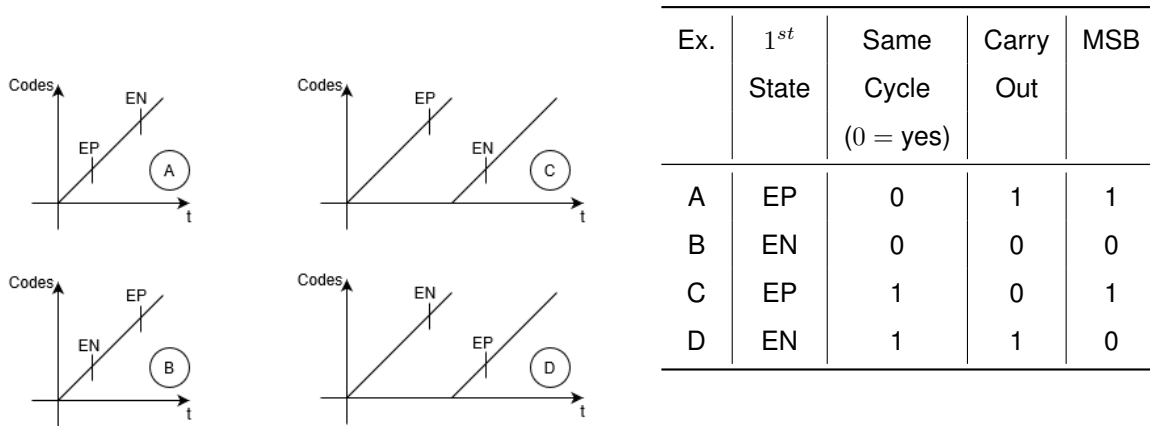 Codes
EN
EP
A
t
Codes
EP
EN
C
t
Codes
EP
EN
B
t
Codes
EN
EP
D
t
Ex. 1st Same Carry MSB
State Cycle Out
(0 = yes)
A EP 0 1 1
B EN 0 0 0
C EP 1 0 1
D EN 1 1 0